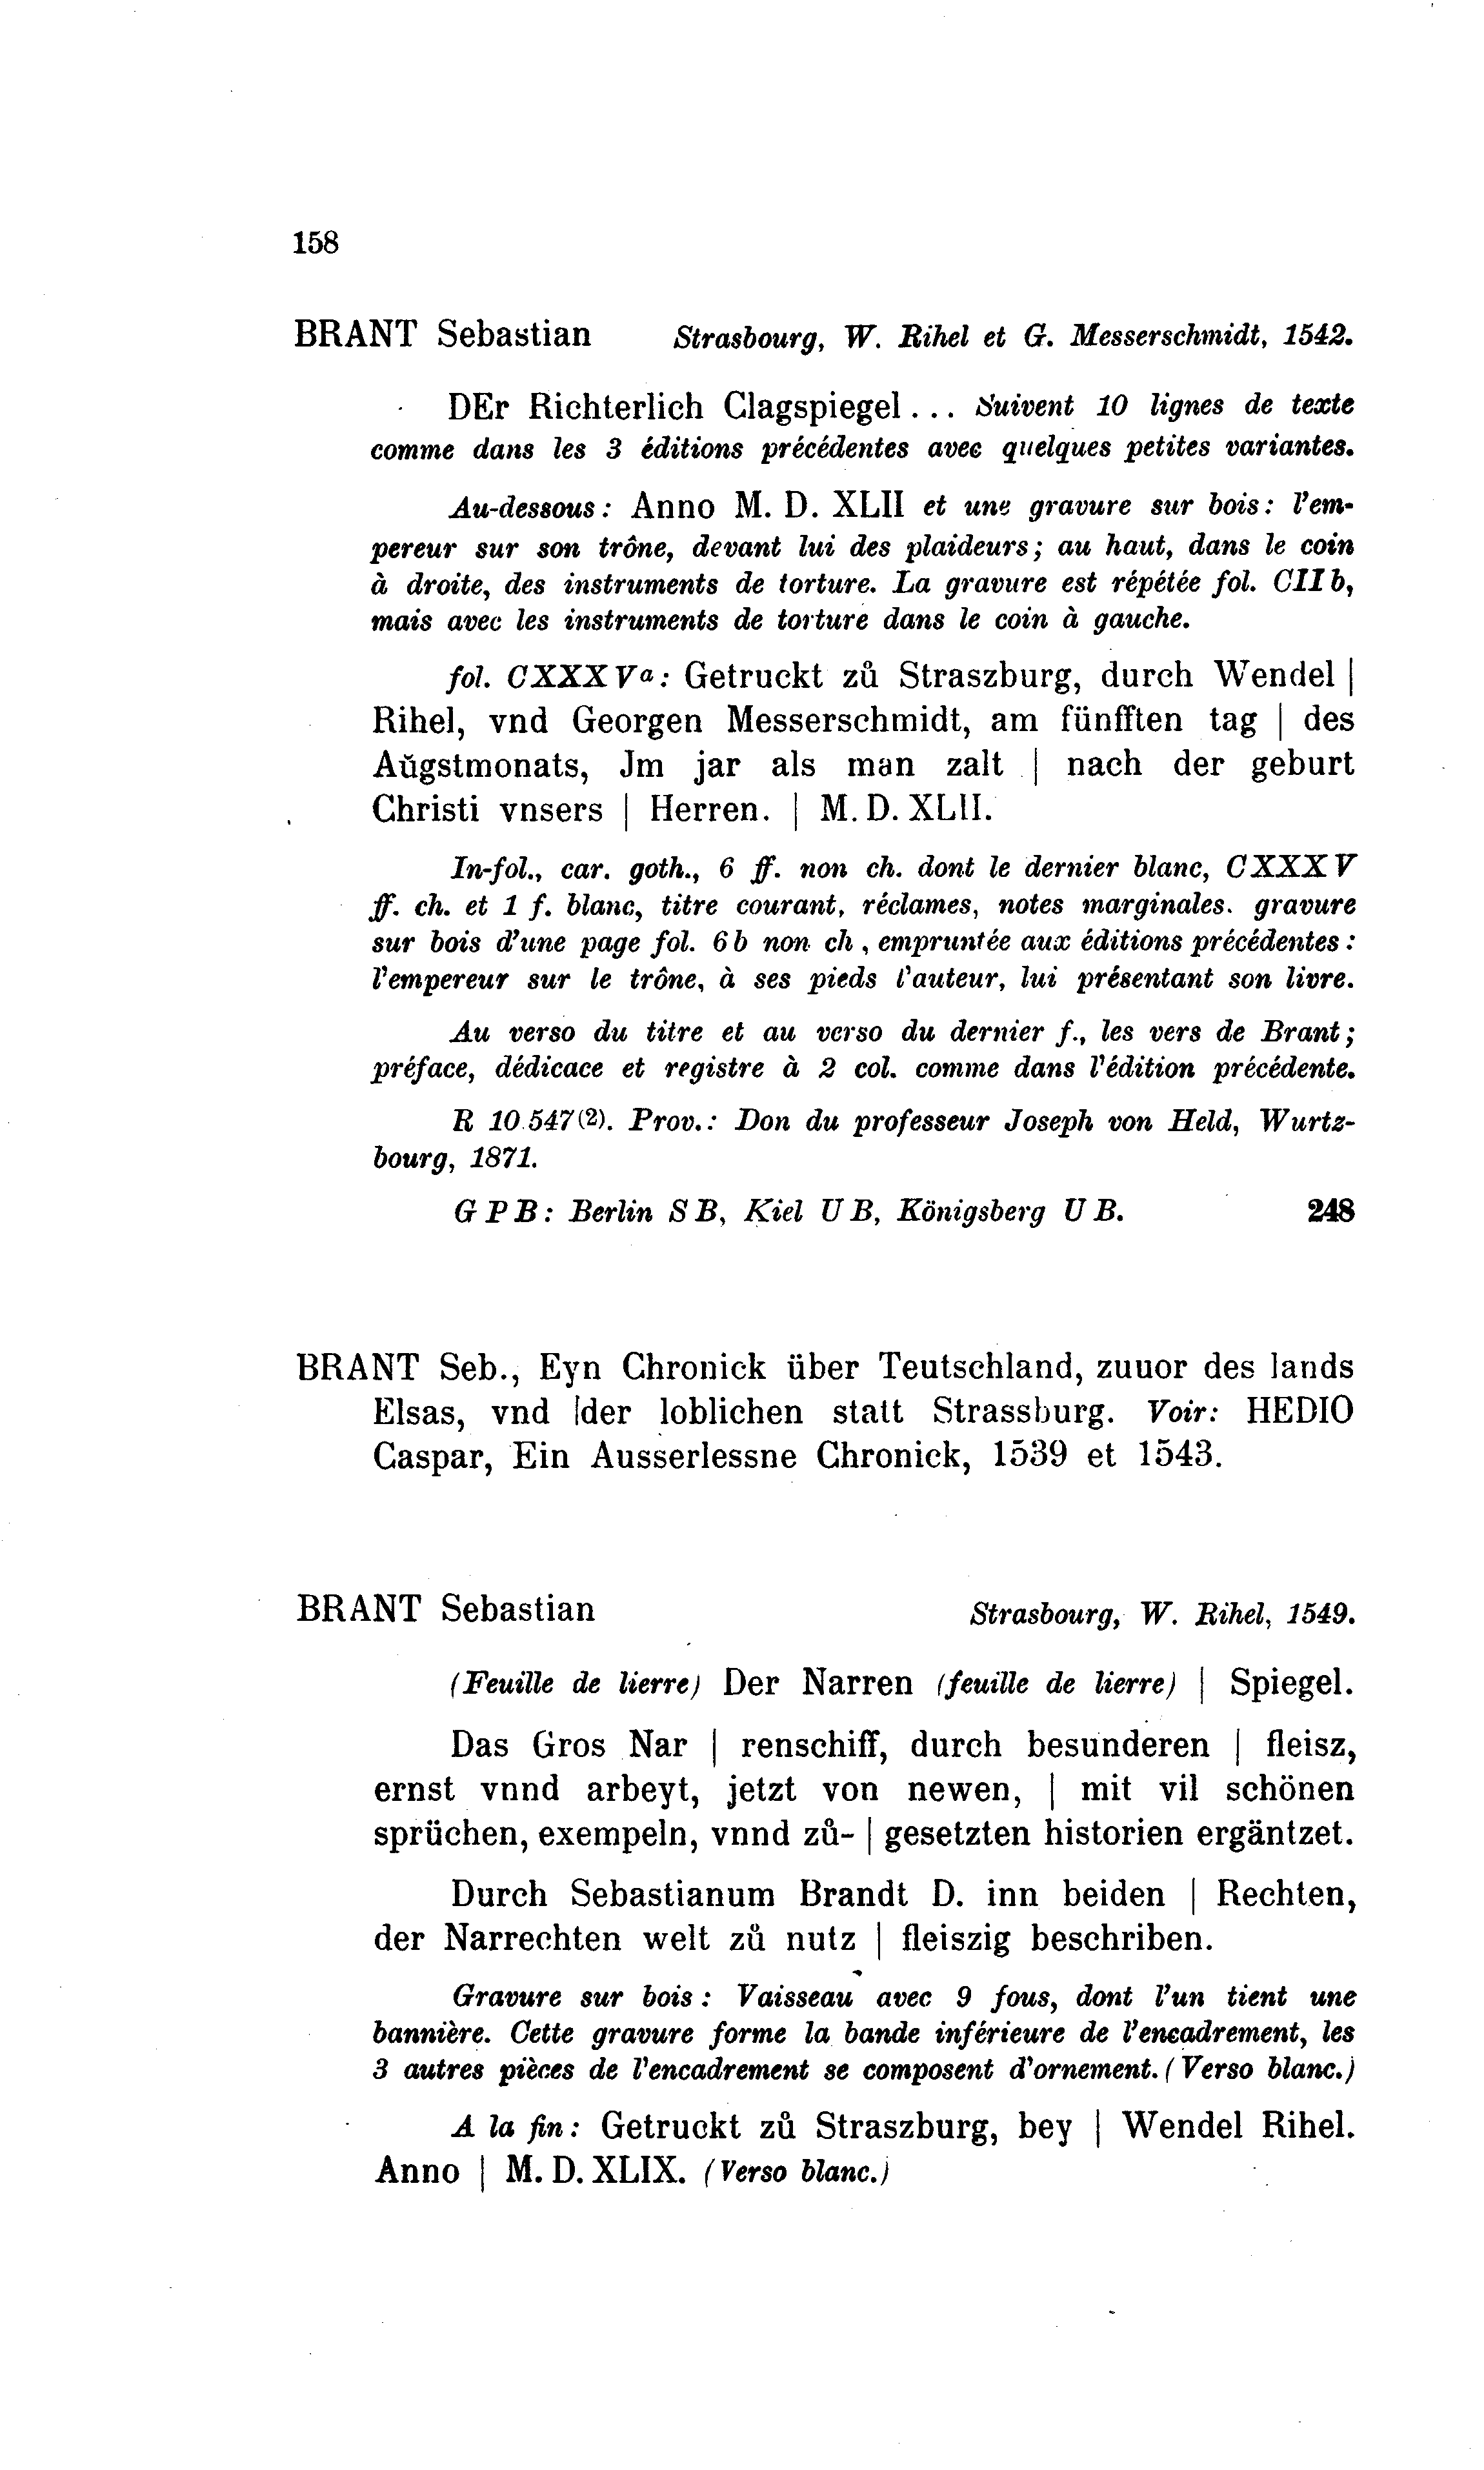 158
BRANT Sebastian Strasbourg, W. Rihel et G. Messerschmidt, 1542.
DEr Richterlich Clagspiegel . . . Suivent 10 lignes de texte
comme dans les 3 éditions précédentes avec quelques petites variantes.
Au-dessous: Anno M. D. XLII et une gravure sur bois: l'em-
pereur sur son trône, devant lui des plaideurs; au haut, dans le coin
à droite, des instruments de torture. La gravure est répétée fol. CII b,
mais avec les instruments de torture dans le coin à gauche.
fol. CXXXVa: Getruckt zů Straszburg, durch Wendel |
Rihel, vnd Georgen Messerschmidt, am fünfften tag | des
Aŭgstmonats, Jm jar als man zalt | nach der geburt
Christi vnsers | Herren. | M. D. XLII.
In-fol., car. goth., 6 ff. non ch. dont le dernier blanc, CXXXV
ff. ch. et 1 f. blanc, titre courant, réclames, notes marginales. gravure
sur bois d'une page fol. 6 b non ch , empruntée aux éditions précédentes :
l'empereur sur le trône, à ses pieds l'auteur, lui présentant son livre.
Au verso du titre et au verso du dernier f., les vers de Brant;
préface, dédicace et registre à 2 col. comme dans l'édition précédente.
R 10.547(2). Prov.: Don du professeur Joseph von Held, Wurtz-
bourg, 1871.
G P B: Berlin S B, Kiel U B, Königsberg U B. 248
BRANT Seb., Eyn Chronick über Teutschland, zuuor des lands
Elsas, vnd |der loblichen statt Strassburg. Voir: HEDIO
Caspar, Ein Ausserlessne Chronick, 1539 et 1543.
BRANT Sebastian Strasbourg, W. Rihel, 1549.
(Feuille de lierre) Der Narren (feuille de lierre) | Spiegel.
Das Gros Nar | renschiff, durch besunderen | fleisz,
ernst vnnd arbeyt, jetzt von newen, | mit vil schönen
sprüchen, exempeln, vnnd zů- | gesetzten historien ergäntzet.
Durch Sebastianum Brandt D. inn beiden | Rechten,
der Narrechten welt zů nutz | fleiszig beschriben.
Gravure sur bois : Vaisseau avec 9 fous, dont l'un tient une
bannière. Cette gravure forme la bande inférieure de l'encadrement, les
3 autres pièces de l'encadrement se composent d'ornement. (Verso blanc.)
A la fin: Getruckt zů Straszburg, bey | Wendel Rihel.
Anno | M. D. XLIX. (Verso blanc.)